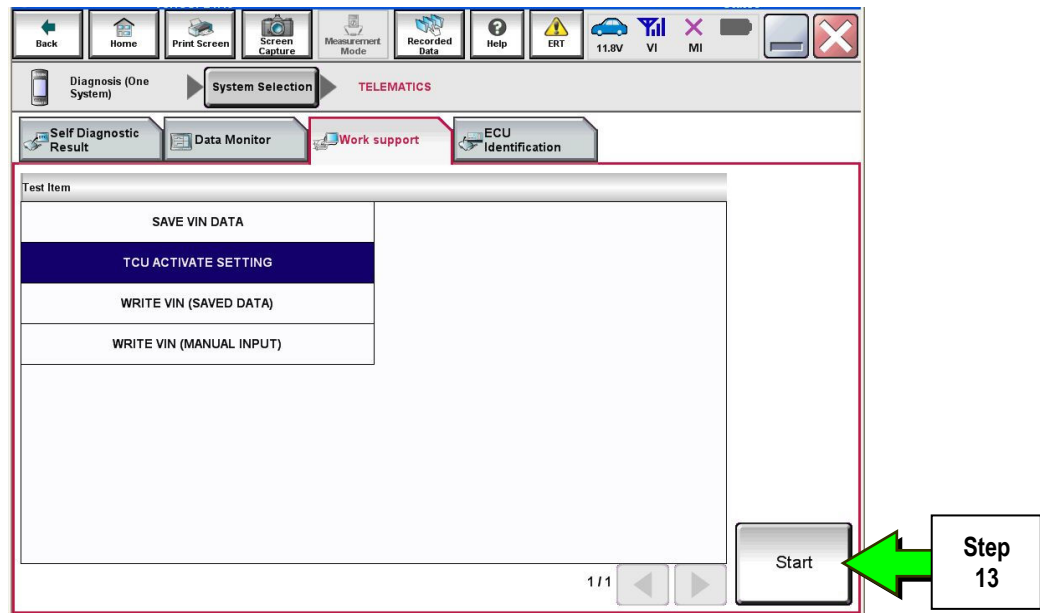 Back
Home
Print Screen
Screen
Capture
Measurement
Mode
Recorded
Data
Help
ERT
11.8V
VI
MI
Diagnosis (One
System)
System Selection
TELEMATICS
Self Diagnostic
Result
Data Monitor
Work support
ECU
Identification
Test Item
SAVE VIN DATA
TCU ACTIVATE SETTING
WRITE VIN (SAVED DATA)
WRITE VIN (MANUAL INPUT)
Start
Step
13
1/1